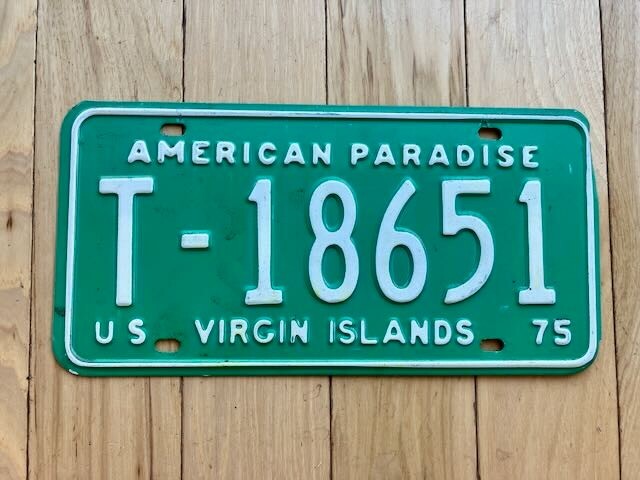 AMERICAN PARADISE
T-18651
US VIRGIN ISLANDS 75